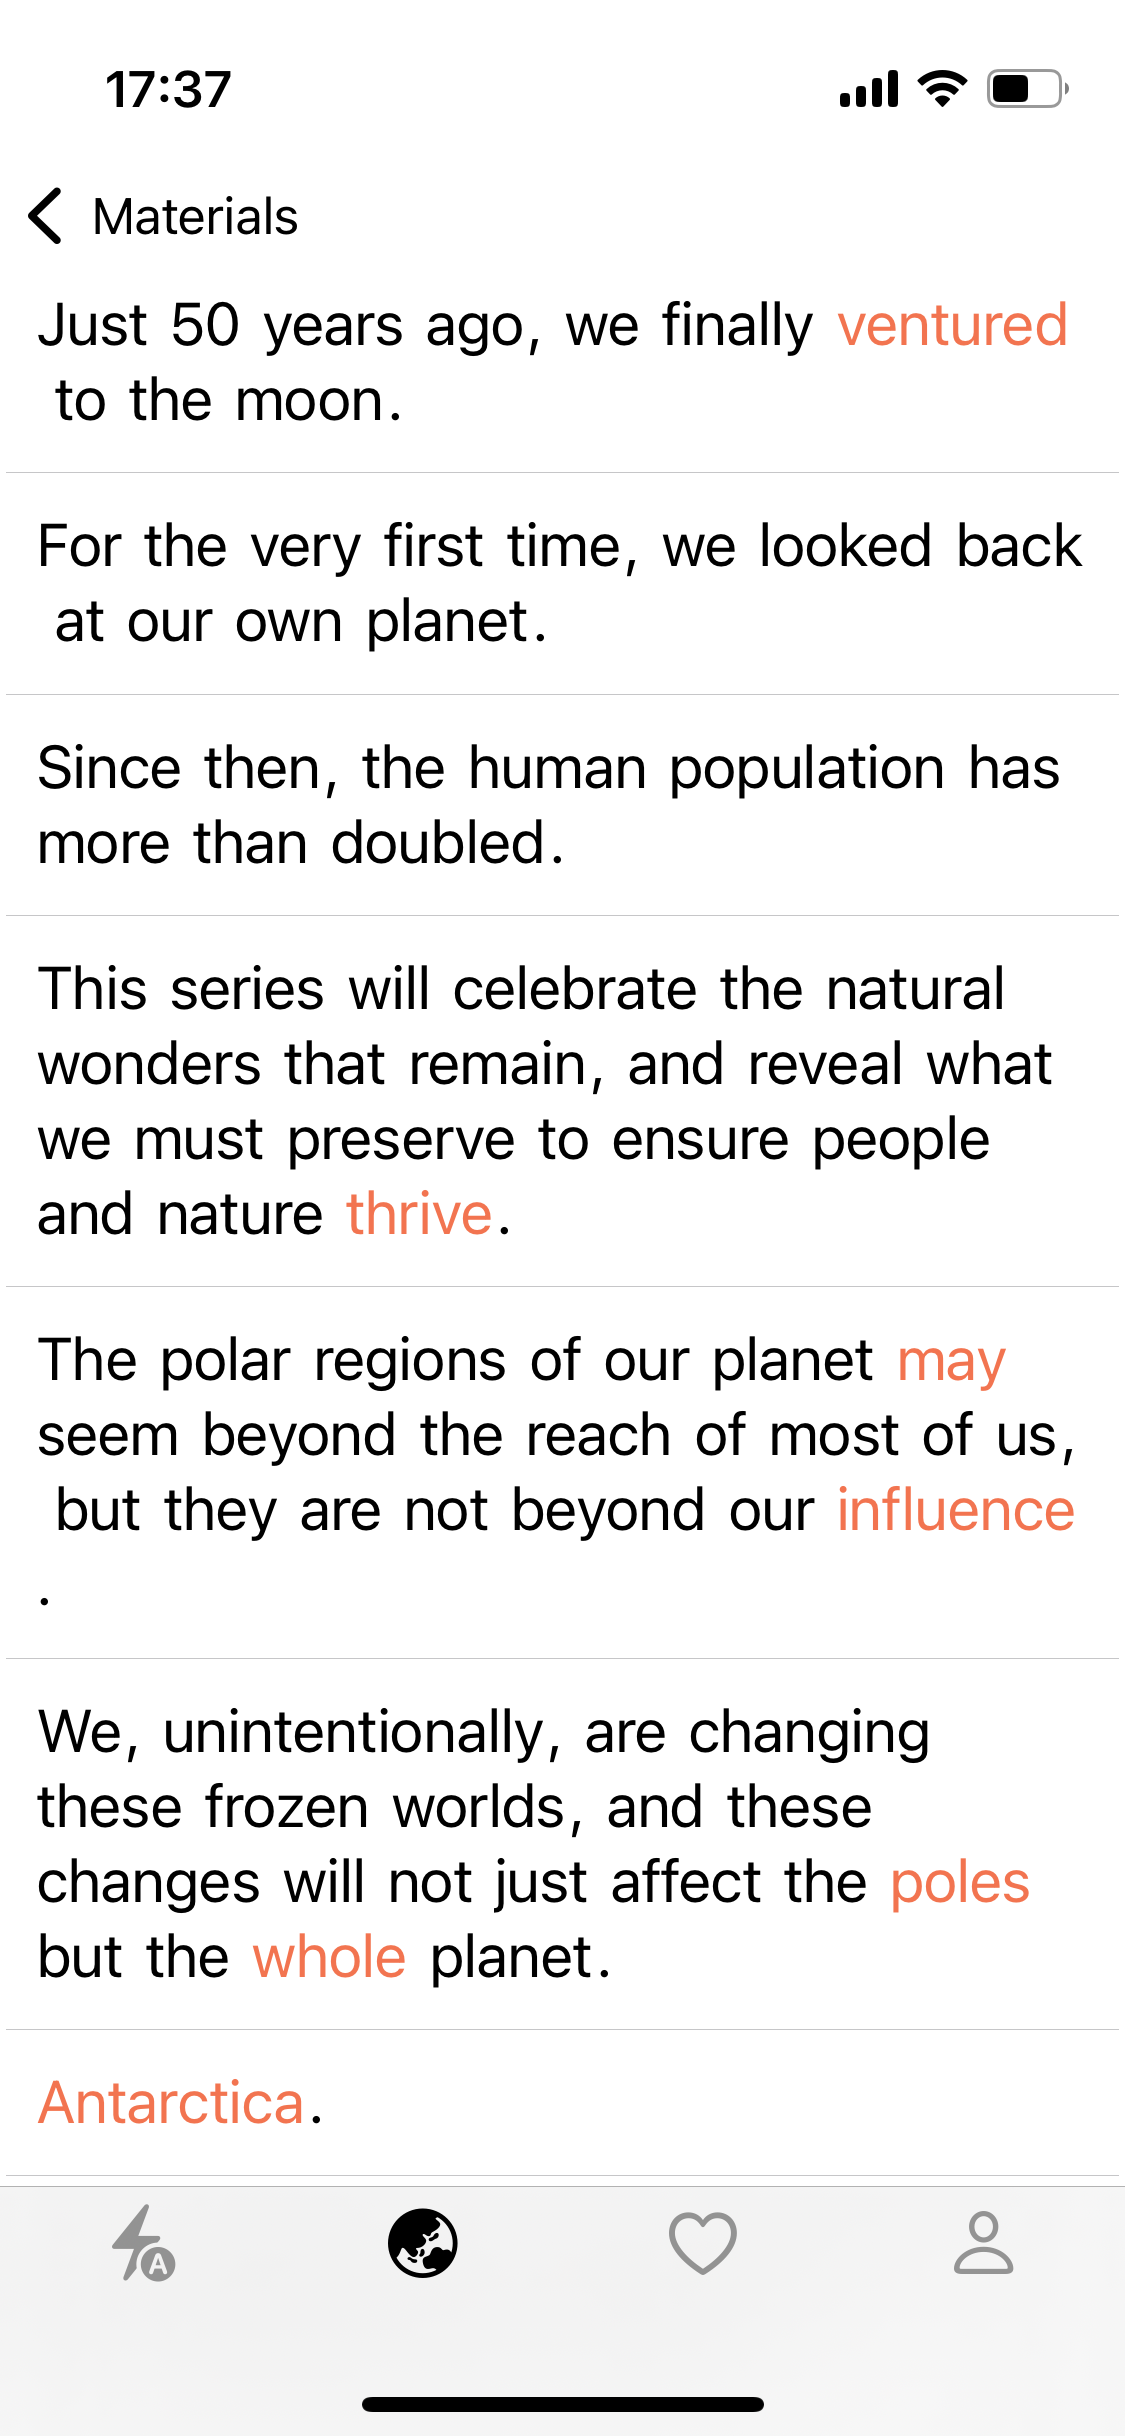 17:37
Materials
Just 50 years ago, we finally ventured
to the moon.
For the very first time, we looked back
at our own planet.
Since then, the human population has
more than doubled.
This series will celebrate the natural
wonders that remain, and reveal what
we must preserve to ensure people
and nature thrive.
The polar regions of our planet may
seem beyond the reach of most of us,
but they are not beyond our influence
.
We, unintentionally, are changing
these frozen worlds, and these
changes will not just affect the poles
but the whole planet.
Antarctica.
A